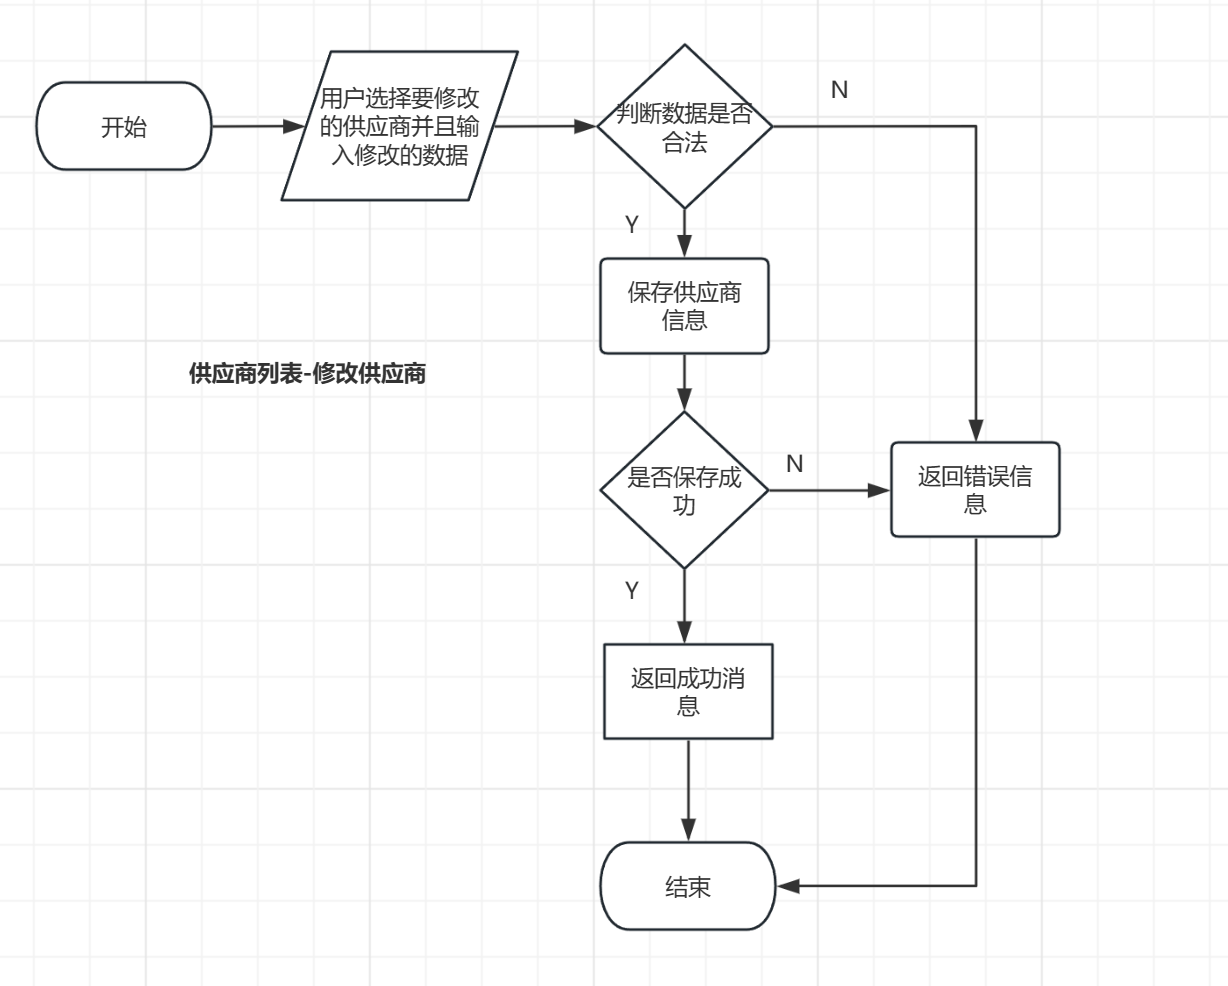 开始
用户选择要修改
的供应商并且输
入修改的数据
判断数据是否
合法
N
Y
保存供应商
信息
供应商列表-修改供应商
是否保存成
功
N
返回错误信
息
Y
返回成功消
息
结束